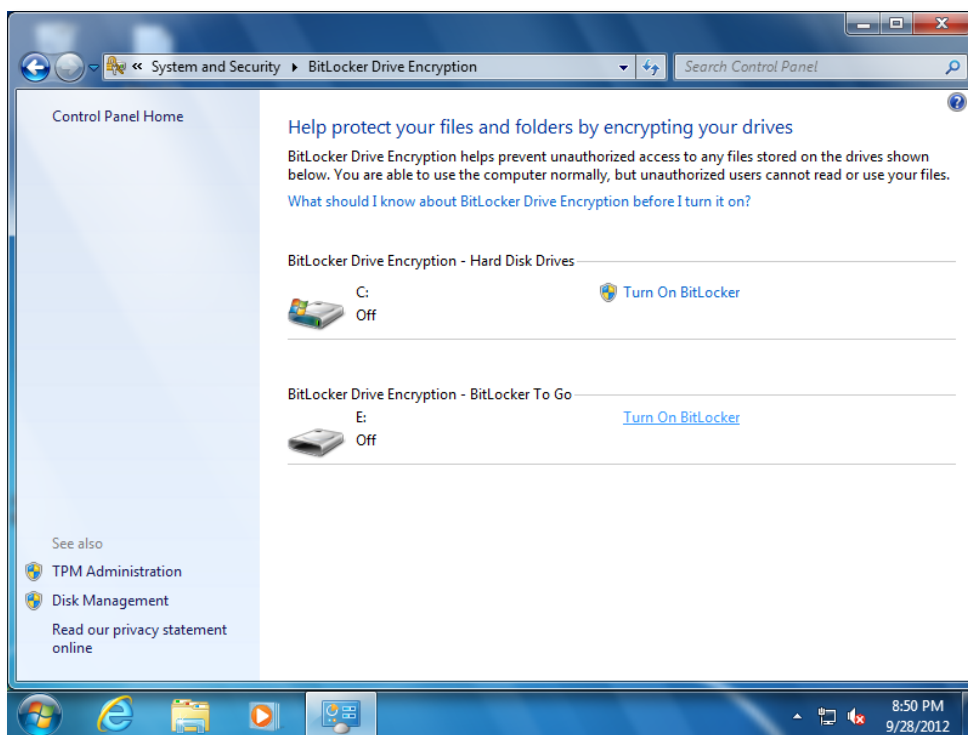 « System and Security ▸ BitLocker Drive Encryption
Search Control Panel
Control Panel Home
Help protect your files and folders by encrypting your drives
BitLocker Drive Encryption helps prevent unauthorized access to any files stored on the drives shown
below. You are able to use the computer normally, but unauthorized users cannot read or use your files.
What should I know about BitLocker Drive Encryption before I turn it on?
BitLocker Drive Encryption - Hard Disk Drives
C:
Off
Turn On BitLocker
BitLocker Drive Encryption - BitLocker To Go
E:
Off
Turn On BitLocker
See also
TPM Administration
Disk Management
Read our privacy statement
online
8:50 PM
9/28/2012